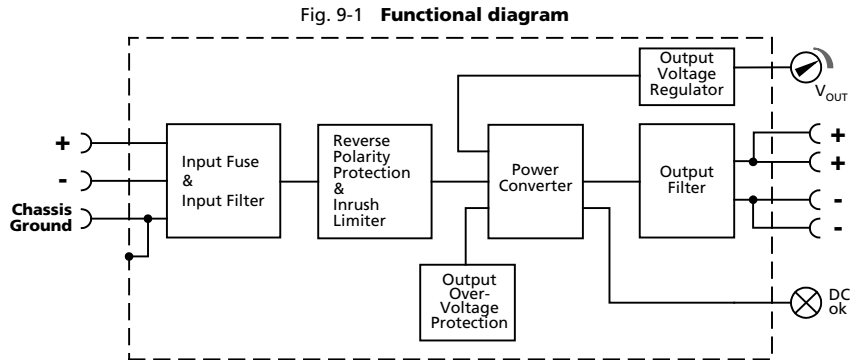 Fig. 9-1 Functional diagram
Output
Voltage
Regulator
V OUT
+
-
Chassis
Ground
Input Fuse
&
Input Filter
Reverse
Polarity
Protection
&
Inrush
Limiter
Power
Converter
Output
Filter
+
+
-
-
Output
Over-
Voltage
Protection
DC
ok